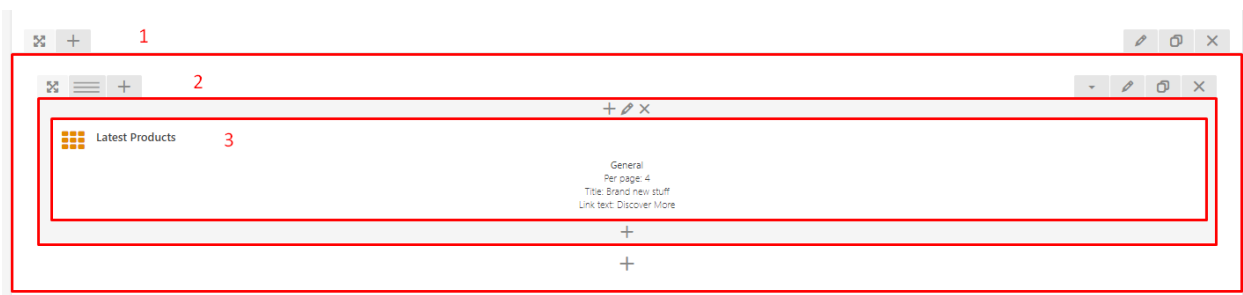 1
2
Latest Products
3
General
Per page: 4
Title: Brand new stuff
Link text: Discover More